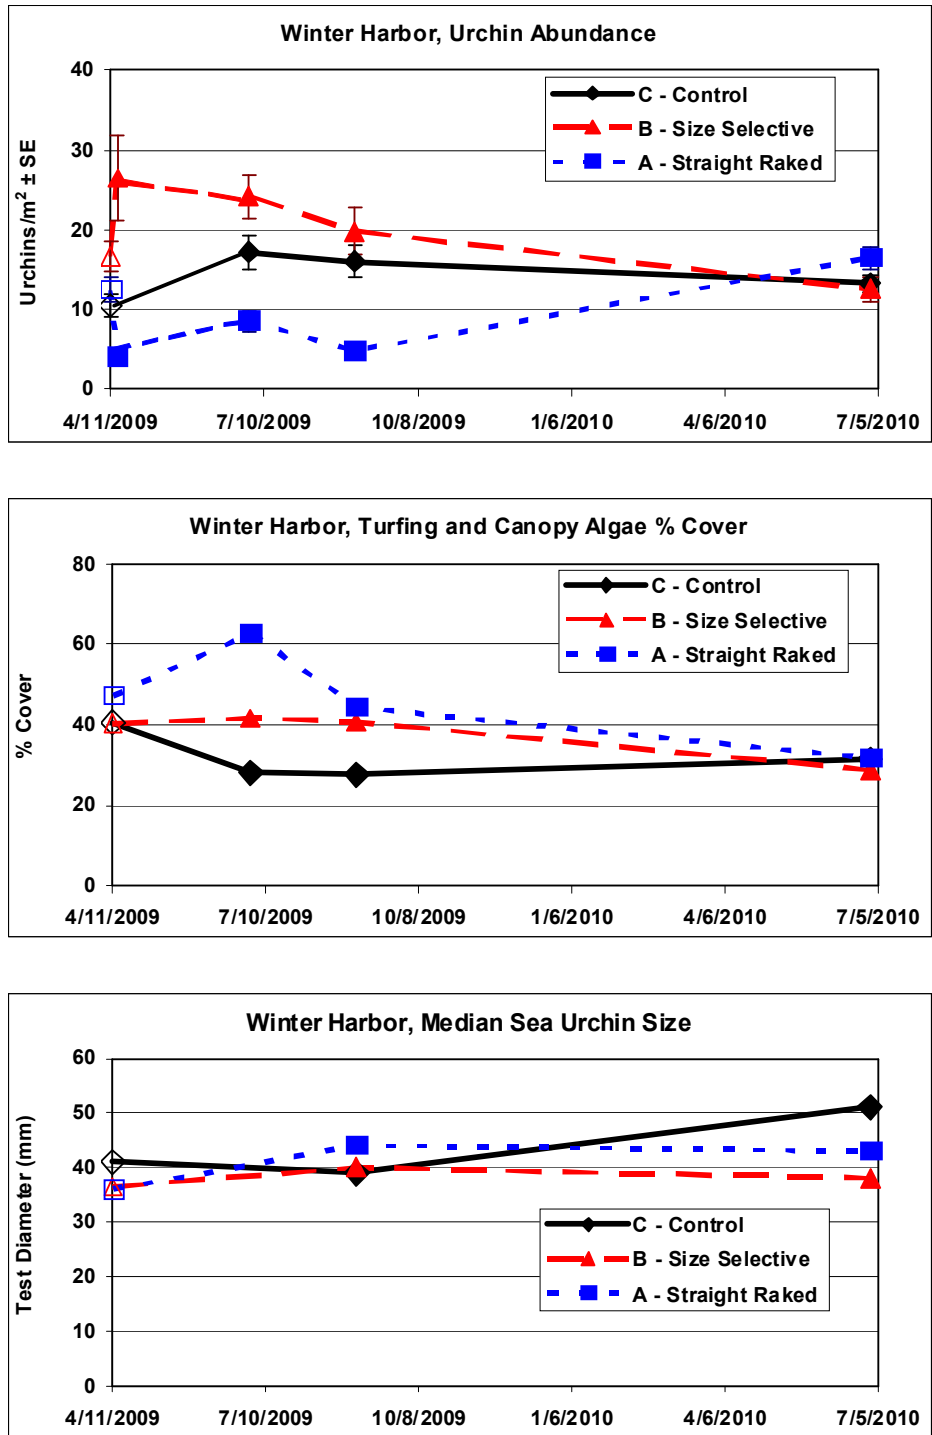 Winter Harbor, Urchin Abundance
Urchins/m² ± SE
40
30
20
10
0
C - Control
B - Size Selective
A - Straight Raked
4/11/2009 7/10/2009 10/8/2009 1/6/2010 4/6/2010 7/5/2010
Winter Harbor, Turfing and Canopy Algae % Cover
% Cover
80
60
40
20
0
C - Control
B - Size Selective
A - Straight Raked
4/11/2009 7/10/2009 10/8/2009 1/6/2010 4/6/2010 7/5/2010
Winter Harbor, Median Sea Urchin Size
Test Diameter (mm)
60
50
40
30
20
10
0
C - Control
B - Size Selective
A - Straight Raked
4/11/2009 7/10/2009 10/8/2009 1/6/2010 4/6/2010 7/5/2010